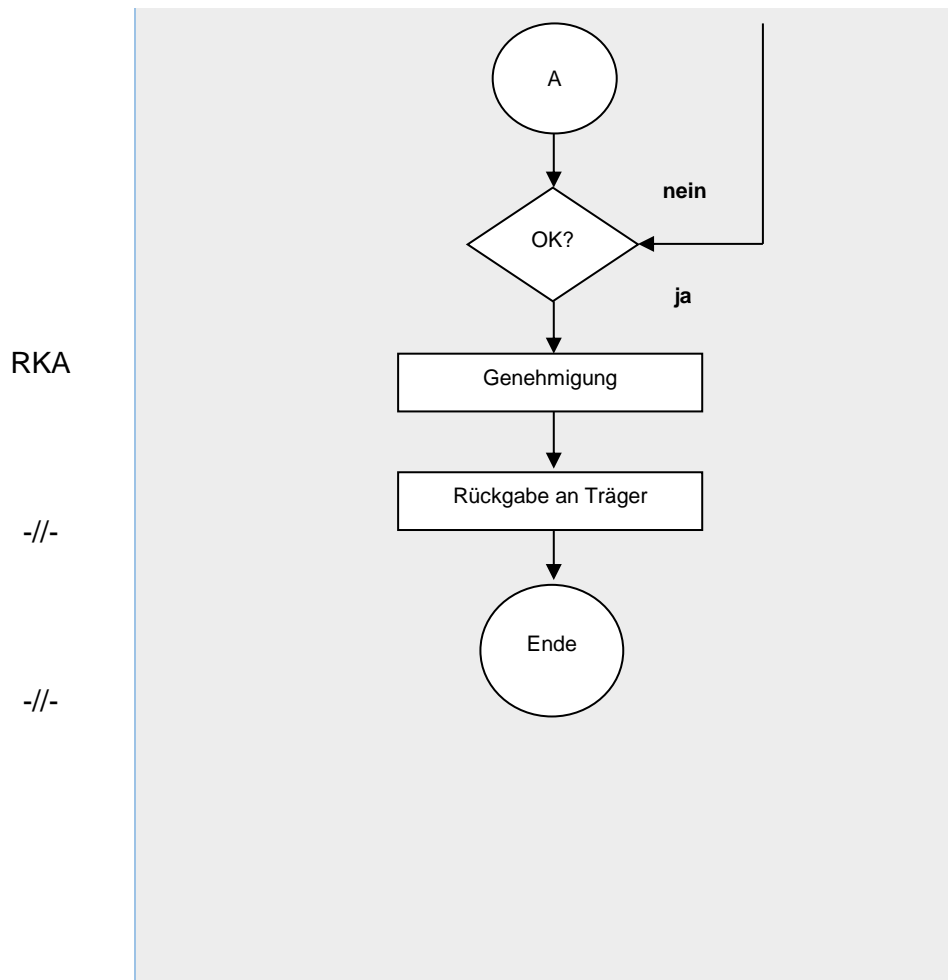 A
nein
OK?
ja
RKA
Genehmigung
Rückgabe an Träger
-//-
Ende
-//-